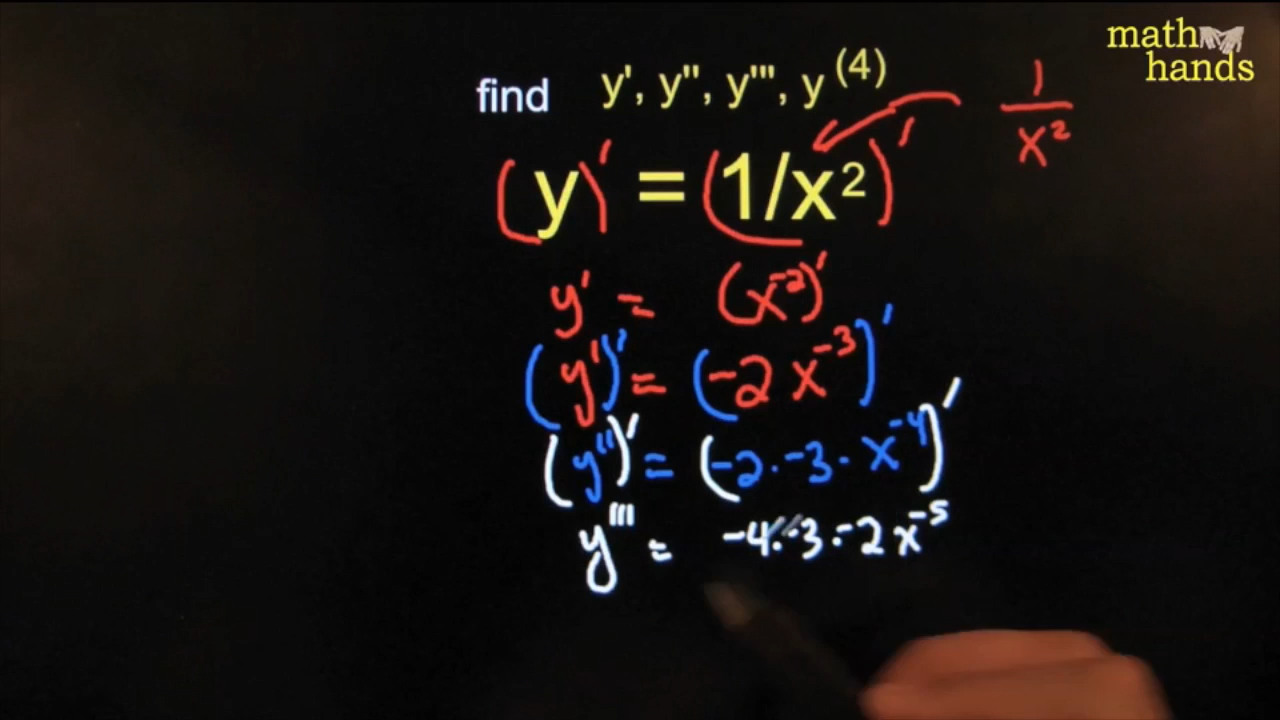 math
hands
find y', y", y"', y (4)
1
x²
(y)' = (1/x²)'
y' = (x⁻²)'
(y')' = (-2x⁻³)'
(y")' = (-2·-3·x⁻⁴)'
y''' = -4·-3·-2x⁻⁵